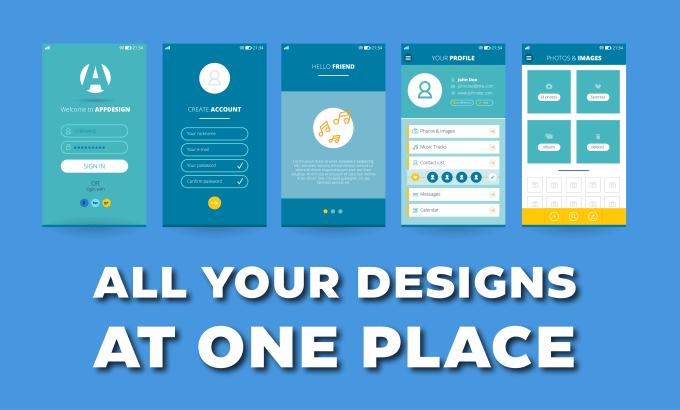 21:34
Welcome to APPDESIGN
SIGN IN
OR
login with
21:34
CREATE ACCOUNT
Your nickname
Your e-mail
Your password
Confirm password
21:34
HELLO FRIEND
21:34
YOUR PROFILE
John Doe
Photos & Images
Music Tracks
Contact List
Messages
Calendar
21:34
PHOTOS & IMAGES
all photos
favorites
albums
deleted
ALL YOUR DESIGNS
AT ONE PLACE